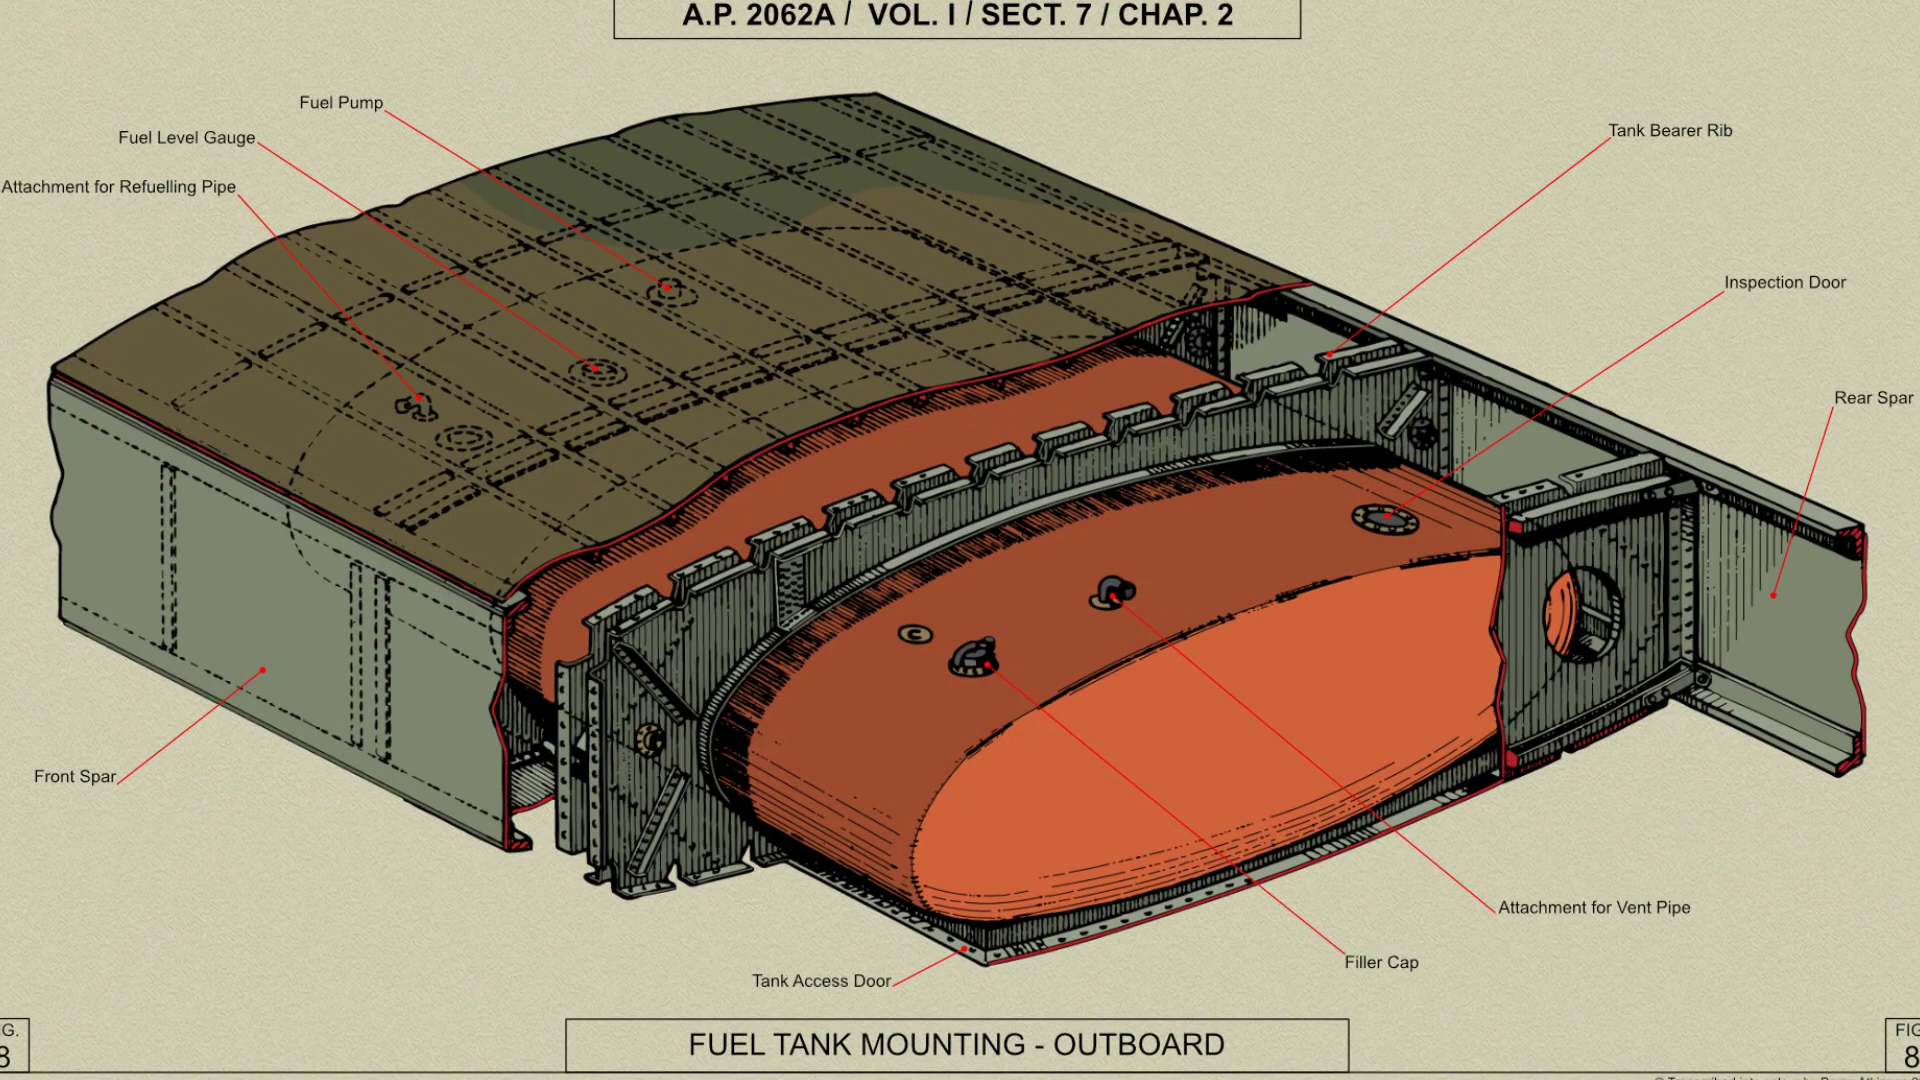 A.P. 2062A / VOL. I / SECT. 7 / CHAP. 2
Fuel Pump
Fuel Level Gauge
Attachment for Refuelling Pipe
Tank Bearer Rib
Inspection Door
Rear Spar
C
Front Spar
Attachment for Vent Pipe
Filler Cap
Tank Access Door
FIG.
8
FUEL TANK MOUNTING - OUTBOARD
FIG
8